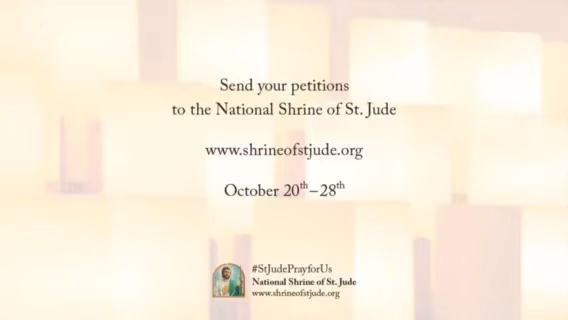 Send your petitions
to the National Shrine of St. Jude
www.shrineofstjude.org
October 20th–28th
#StJudePrayforUs
National Shrine of St. Jude
www.shrineofstjude.org